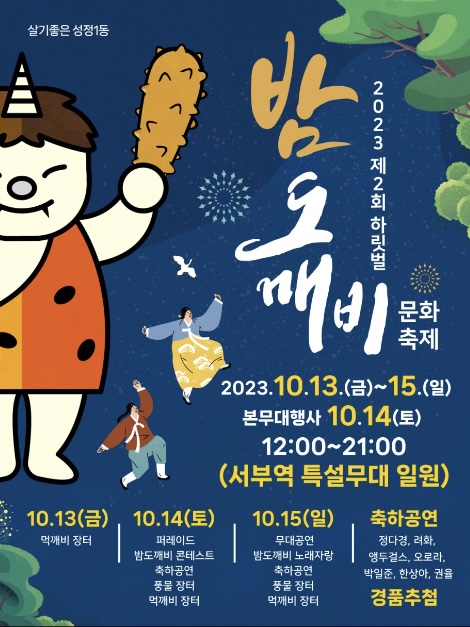 살기좋은 성정1동
밤
도
깨비
2023 제2회 하릿벌
문화
축제
2023.10.13.(금)~15.(일)
본무대행사 10.14(토)
12:00~21:00
(서부역 특설무대 일원)
10.13(금)
먹깨비 장터
10.14(토)
퍼레이드
밤도깨비 콘테스트
축하공연
풍물 장터
먹깨비 장터
10.15(일)
무대공연
밤도깨비 노래자랑
축하공연
풍물 장터
먹깨비 장터
축하공연
정다경, 려화,
앵두걸스, 오로라,
박일준, 한상아, 권율
경품추첨